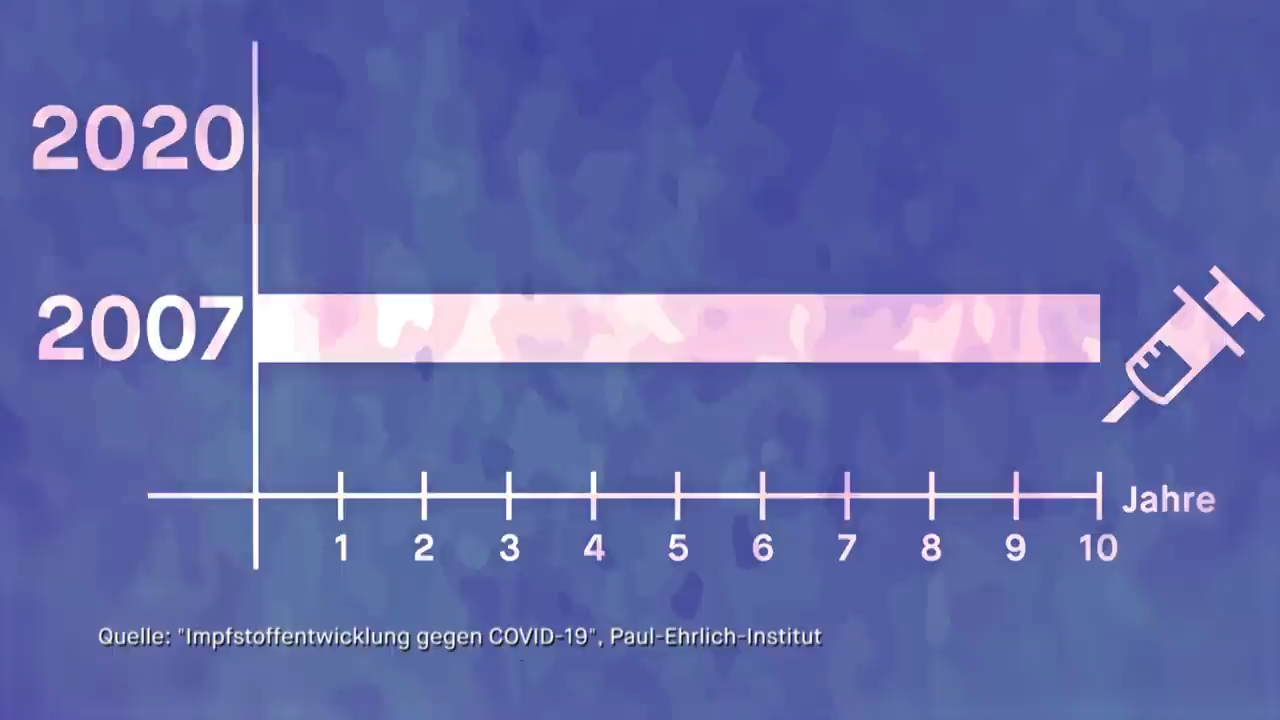 2020
2007
1 2 3 4 5 6 7 8 9 10 Jahre
Quelle: "Impfstoffentwicklung gegen COVID-19", Paul-Ehrlich-Institut